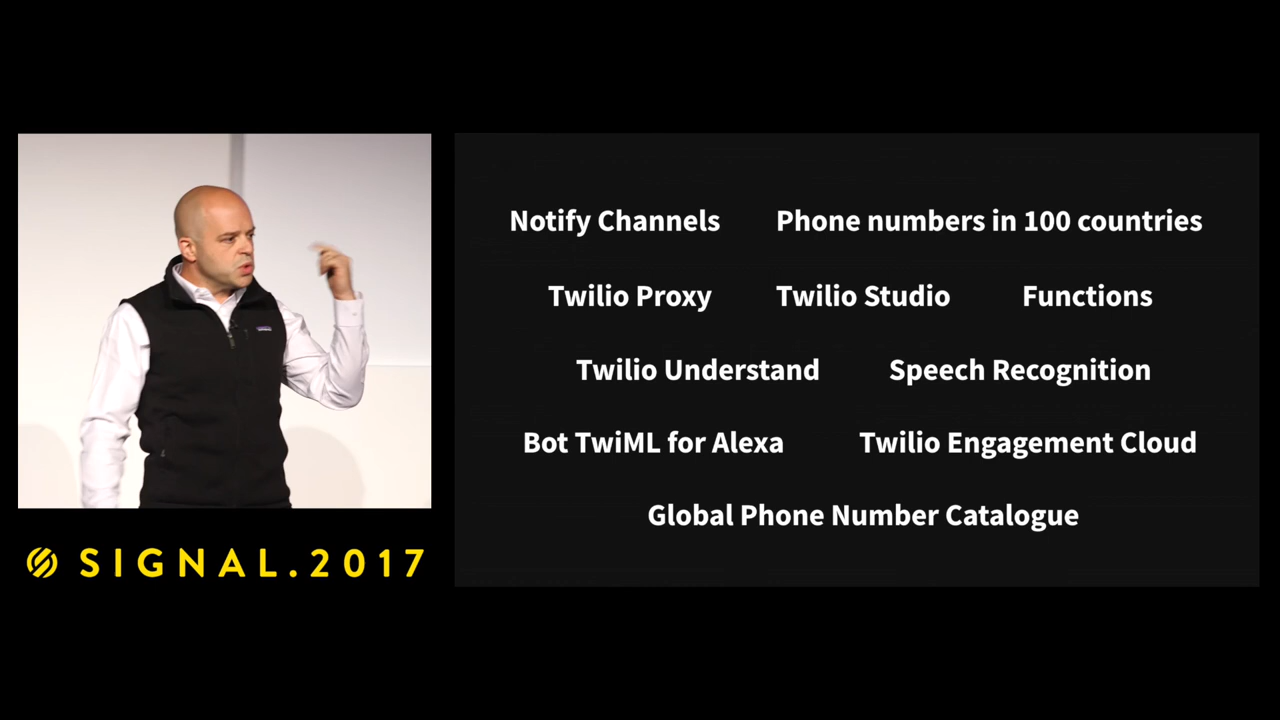 Notify Channels Phone numbers in 100 countries
Twilio Proxy Twilio Studio Functions
Twilio Understand Speech Recognition
Bot TwiML for Alexa Twilio Engagement Cloud
Global Phone Number Catalogue
SIGNAL.2017